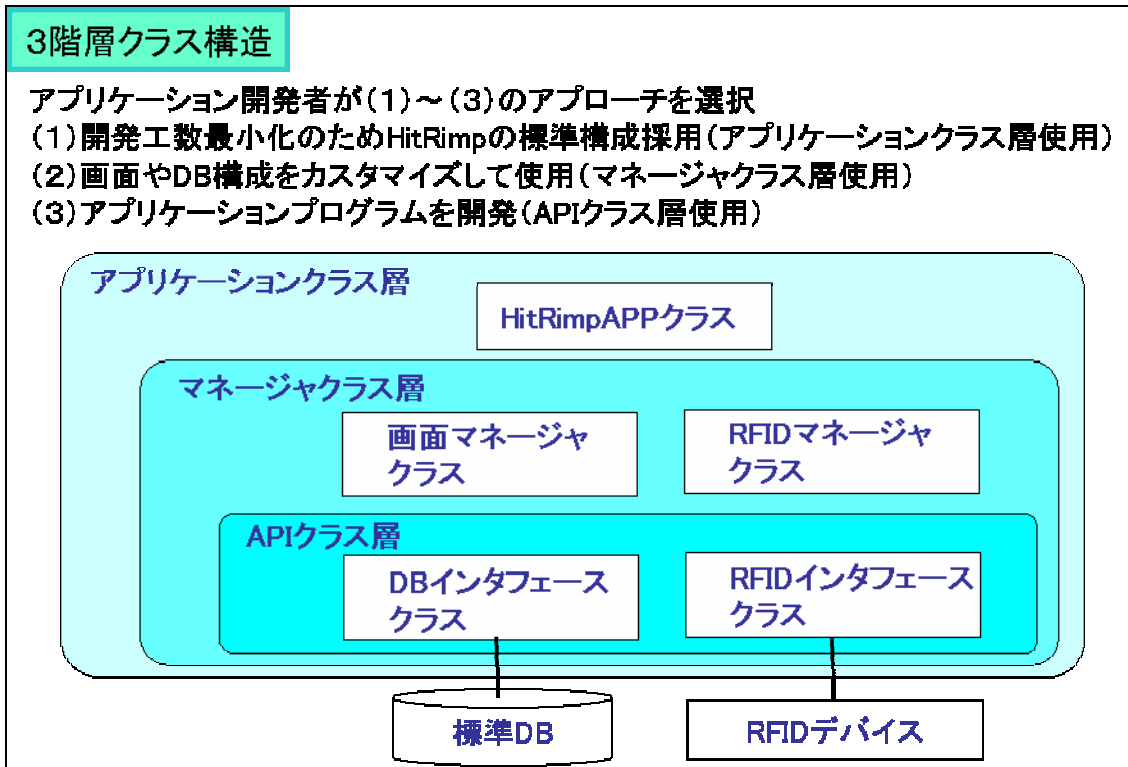 3階層クラス構造
アプリケーション開発者が(1)～(3)のアプローチを選択
(1)開発工数最小化のためHitRimpの標準構成採用(アプリケーションクラス層使用)
(2)画面やDB構成をカスタマイズして使用(マネージャクラス層使用)
(3)アプリケーションプログラムを開発(APIクラス層使用)
アプリケーションクラス層
HitRimpAPPクラス
マネージャクラス層
画面マネージャ
クラス
RFIDマネージャ
クラス
APIクラス層
DBインタフェース
クラス
RFIDインタフェース
クラス
標準DB
RFIDデバイス